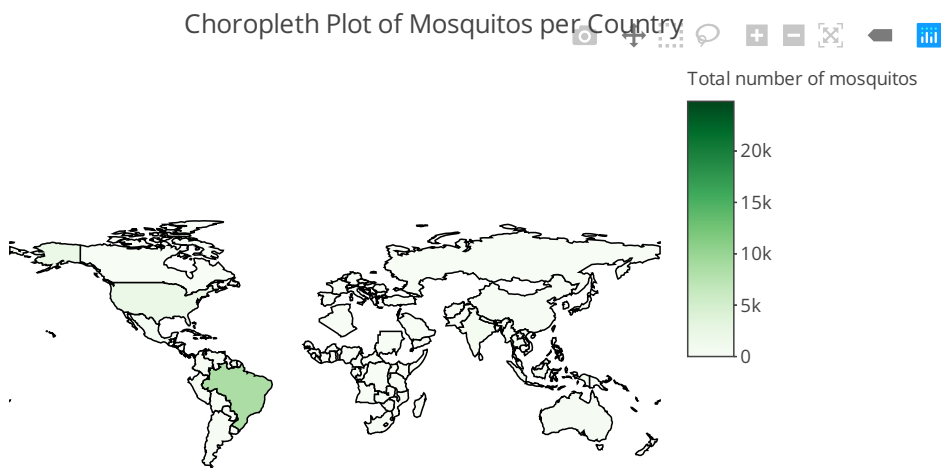 Choropleth Plot of Mosquitos per Country
Total number of mosquitos
20k
15k
10k
5k
0